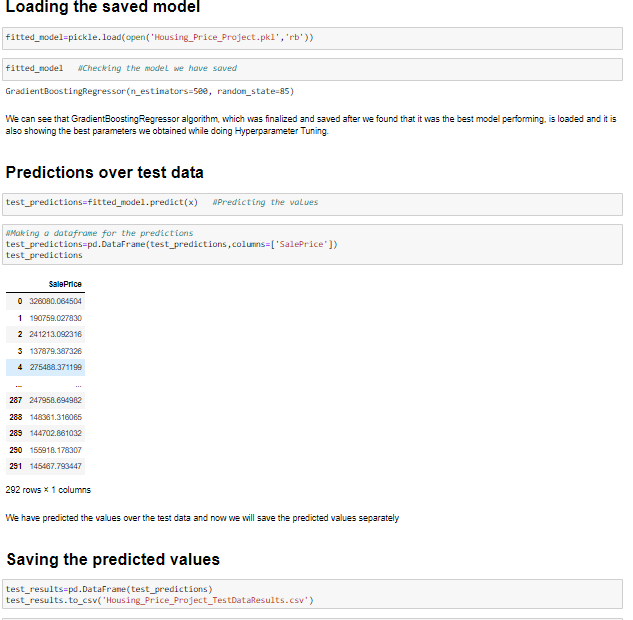 Loading the saved model
fitted_model=pickle.load(open('Housing_Price_Project.pkl','rb'))
fitted_model   #Checking the model we have saved
GradientBoostingRegressor(n_estimators=500, random_state=85)
We can see that GradientBoostingRegressor algorithm, which was finalized and saved after we found that it was the best model performing, is loaded and it is
also showing the best parameters we obtained while doing Hyperparameter Tuning.
Predictions over test data
test_predictions=fitted_model.predict(x)   #Predicting the values
#Making a dataframe for the predictions
test_predictions=pd.DataFrame(test_predictions,columns=['SalePrice'])
test_predictions
SalePrice
0 326080.064504
1 190759.027830
2 241213.092316
3 137879.387326
4 275488.371199
... ...
287 247958.694982
288 148361.316065
289 144702.861032
290 155918.178307
291 145467.793447
292 rows × 1 columns
We have predicted the values over the test data and now we will save the predicted values separately
Saving the predicted values
test_results=pd.DataFrame(test_predictions)
test_results.to_csv('Housing_Price_Project_TestDataResults.csv')